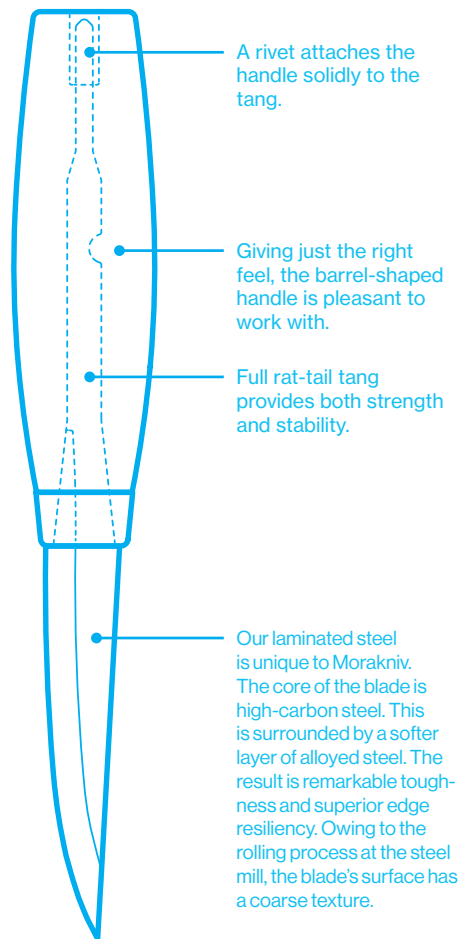 A rivet attaches the
handle solidly to the
tang.
Giving just the right
feel, the barrel-shaped
handle is pleasant to
work with.
Full rat-tail tang
provides both strength
and stability.
Our laminated steel
is unique to Morakniv.
The core of the blade is
high-carbon steel. This
is surrounded by a softer
layer of alloyed steel. The
result is remarkable tough-
ness and superior edge
resiliency. Owing to the
rolling process at the steel
mill, the blade's surface has
a coarse texture.